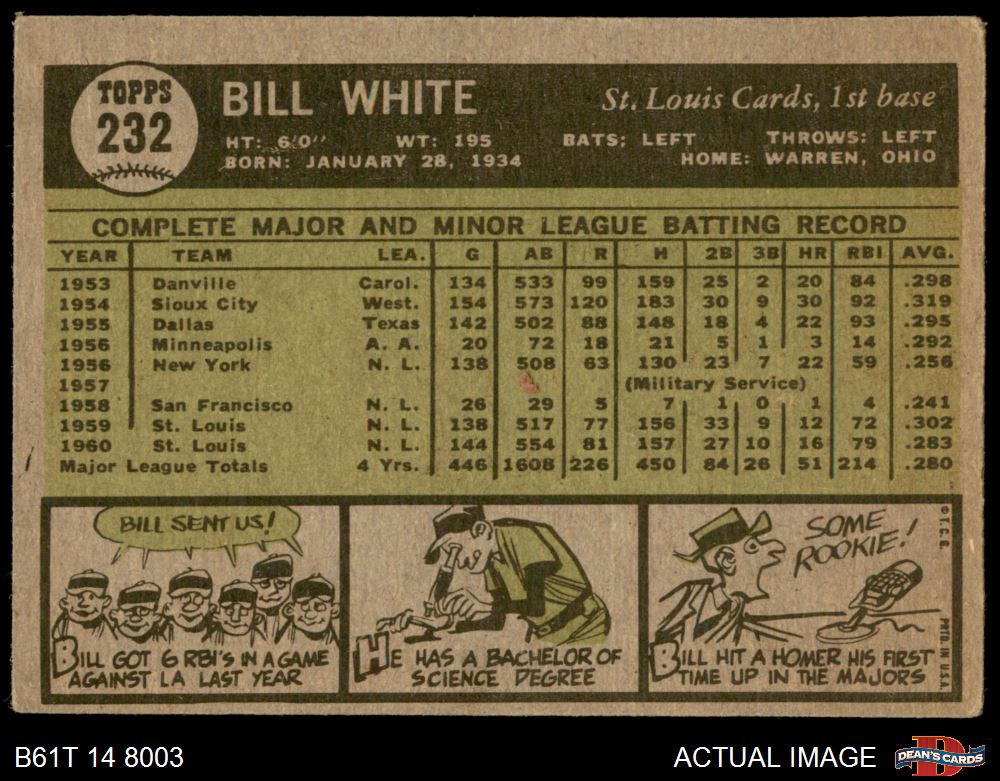 TOPPS
232
BILL WHITE
St. Louis Cards, 1st base
HT: 6'0" WT: 195 BATS: LEFT THROWS: LEFT
BORN: JANUARY 28, 1934 HOME: WARREN, OHIO
COMPLETE MAJOR AND MINOR LEAGUE BATTING RECORD
YEAR TEAM LEA. G AB R H 2B 3B HR RBI AVG.
1953 Danville Carol. 134 533 99 159 25 2 20 84 .298
1954 Sioux City West. 154 573 120 183 30 9 30 92 .319
1955 Dallas Texas 142 502 88 148 18 4 22 93 .295
1956 Minneapolis A. A. 20 72 18 21 5 1 3 14 .292
1956 New York N. L. 138 508 63 130 23 7 22 59 .256
1957 (Military Service)
1958 San Francisco N. L. 26 29 5 7 1 0 1 4 .241
1959 St. Louis N. L. 138 517 77 156 33 9 12 72 .302
1960 St. Louis N. L. 144 554 81 157 27 10 16 79 .283
Major League Totals 4 Yrs. 446 1608 226 450 84 26 51 214 .280
BILL SENT US!
BILL GOT 6 RBI'S IN A GAME
AGAINST LA LAST YEAR
HE HAS A BACHELOR OF
SCIENCE DEGREE
SOME
ROOKIE!
BILL HIT A HOMER HIS FIRST
TIME UP IN THE MAJORS
© T.C.G. PRTD. IN U.S.A.
B61T 14 8003
ACTUAL IMAGE
D
DEAN'S CARDS